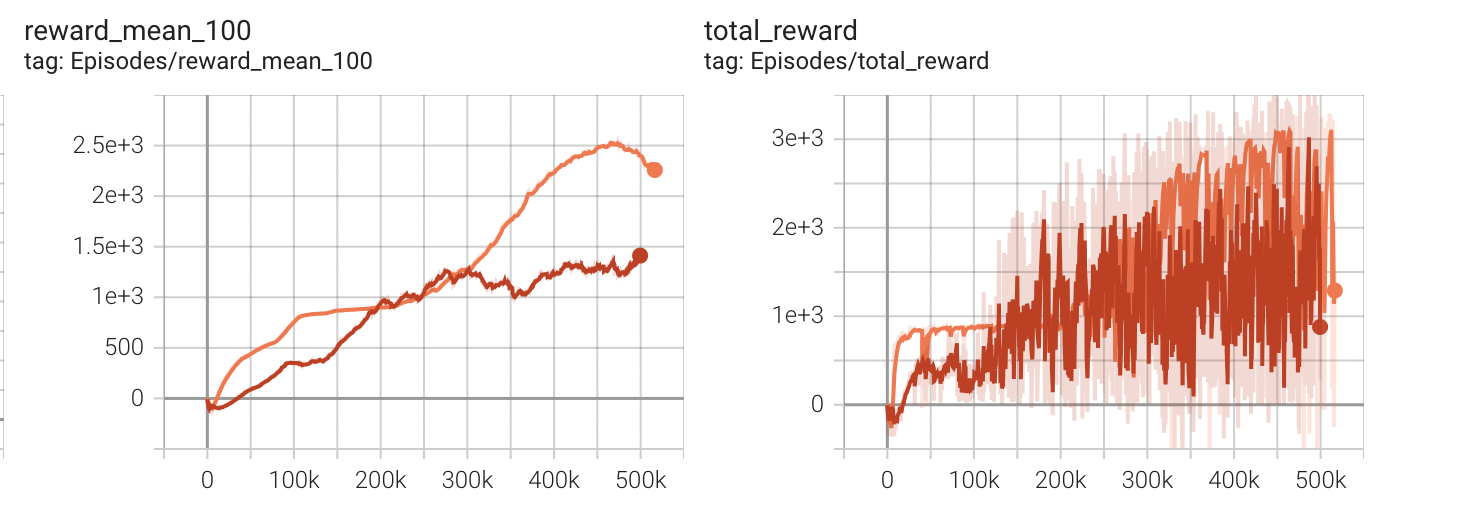 reward_mean_100
tag: Episodes/reward_mean_100
2.5e+3
2e+3
1.5e+3
1e+3
500
0
0 100k 200k 300k 400k 500k
total_reward
tag: Episodes/total_reward
3e+3
2e+3
1e+3
0
0 100k 200k 300k 400k 500k